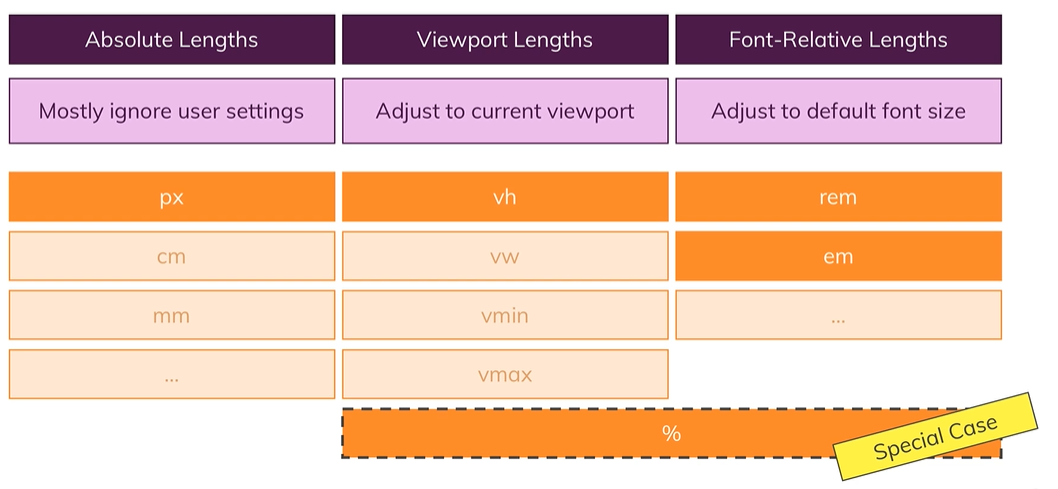 Absolute Lengths
Viewport Lengths
Font-Relative Lengths
Mostly ignore user settings
Adjust to current viewport
Adjust to default font size
px
vh
rem
cm
vw
em
mm
vmin
...
...
vmax
%
Special Case